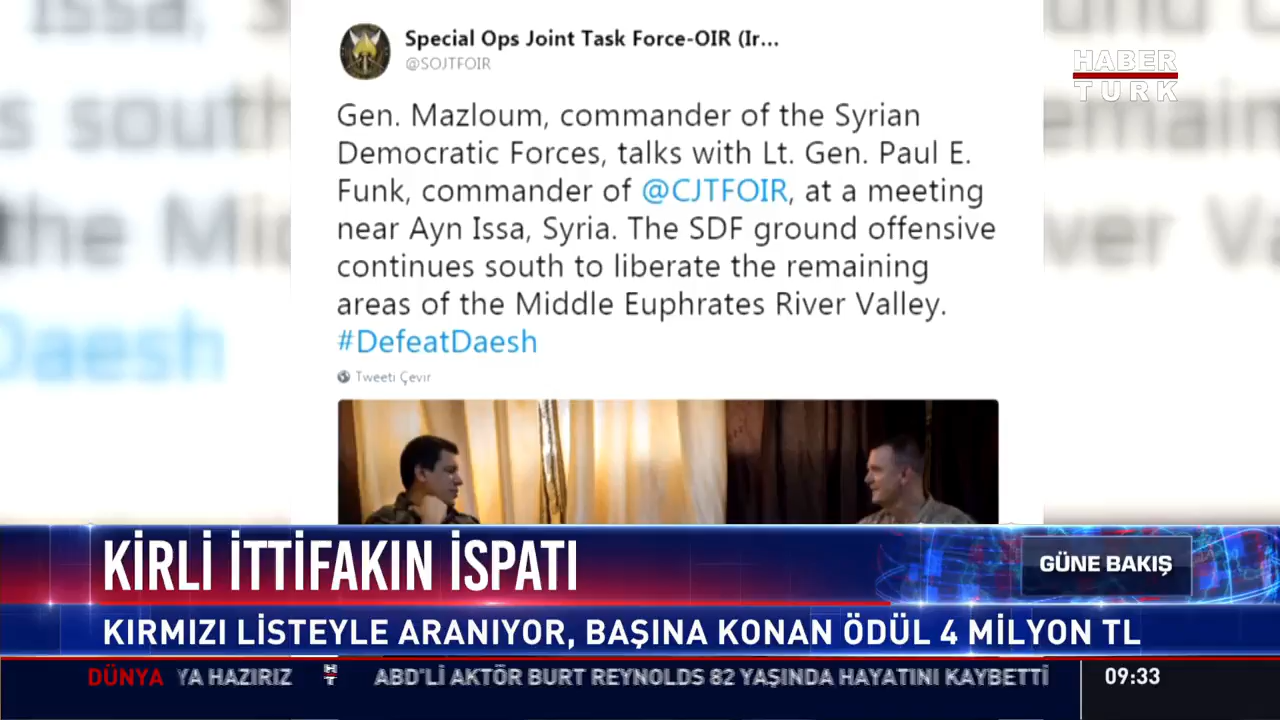 Special Ops Joint Task Force-OIR (Ir...
@SOJTFOIR
HABER
TURK
Gen. Mazloum, commander of the Syrian
Democratic Forces, talks with Lt. Gen. Paul E.
Funk, commander of @CJTFOIR, at a meeting
near Ayn Issa, Syria. The SDF ground offensive
continues south to liberate the remaining
areas of the Middle Euphrates River Valley.
#DefeatDaesh
Tweeti Çevir
KİRLİ İTTİFAKIN İSPATI
GÜNE BAKIŞ
KIRMIZI LİSTEYLE ARANIYOR, BAŞINA KONAN ÖDÜL 4 MİLYON TL
DÜNYA YA HAZIRIZ ABD'Lİ AKTÖR BURT REYNOLDS 82 YAŞINDA HAYATINI KAYBETTİ 09:33